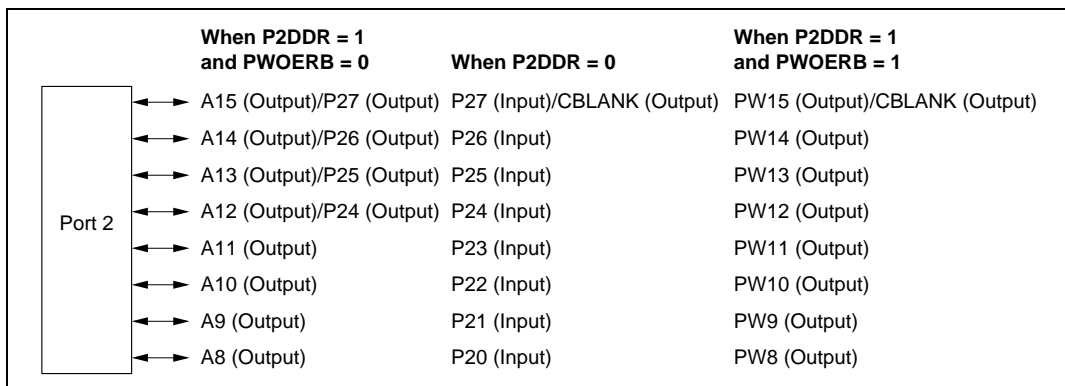 When P2DDR = 1 and PWOERB = 0
When P2DDR = 0
When P2DDR = 1 and PWOERB = 1
Port 2
A15 (Output)/P27 (Output) P27 (Input)/CBLANK (Output) PW15 (Output)/CBLANK (Output)
A14 (Output)/P26 (Output) P26 (Input) PW14 (Output)
A13 (Output)/P25 (Output) P25 (Input) PW13 (Output)
A12 (Output)/P24 (Output) P24 (Input) PW12 (Output)
A11 (Output) P23 (Input) PW11 (Output)
A10 (Output) P22 (Input) PW10 (Output)
A9 (Output) P21 (Input) PW9 (Output)
A8 (Output) P20 (Input) PW8 (Output)